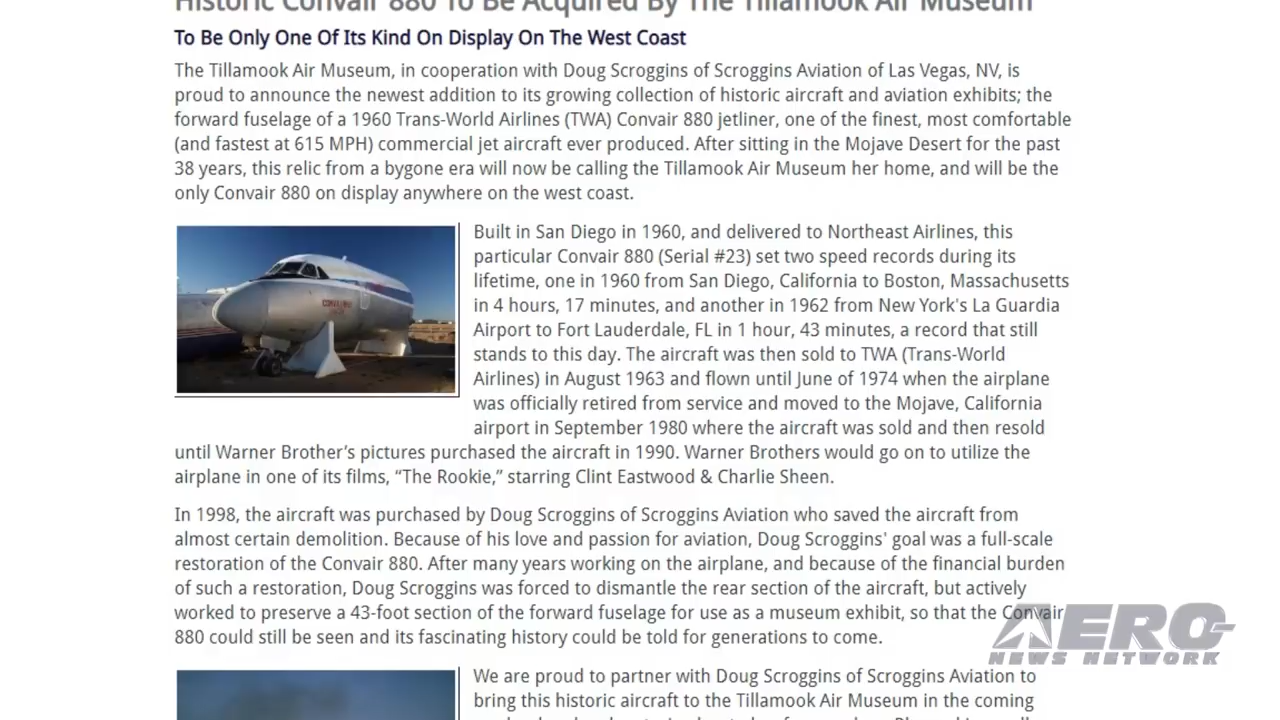 Historic Convair 880 To Be Acquired By The Tillamook Air Museum
To Be Only One Of Its Kind On Display On The West Coast
The Tillamook Air Museum, in cooperation with Doug Scroggins of Scroggins Aviation of Las Vegas, NV, is
proud to announce the newest addition to its growing collection of historic aircraft and aviation exhibits; the
forward fuselage of a 1960 Trans-World Airlines (TWA) Convair 880 jetliner, one of the finest, most comfortable
(and fastest at 615 MPH) commercial jet aircraft ever produced. After sitting in the Mojave Desert for the past
38 years, this relic from a bygone era will now be calling the Tillamook Air Museum her home, and will be the
only Convair 880 on display anywhere on the west coast.
Built in San Diego in 1960, and delivered to Northeast Airlines, this
particular Convair 880 (Serial #23) set two speed records during its
lifetime, one in 1960 from San Diego, California to Boston, Massachusetts
in 4 hours, 17 minutes, and another in 1962 from New York's La Guardia
Airport to Fort Lauderdale, FL in 1 hour, 43 minutes, a record that still
stands to this day. The aircraft was then sold to TWA (Trans-World
Airlines) in August 1963 and flown until June of 1974 when the airplane
was officially retired from service and moved to the Mojave, California
airport in September 1980 where the aircraft was sold and then resold
until Warner Brother’s pictures purchased the aircraft in 1990. Warner Brothers would go on to utilize the
airplane in one of its films, “The Rookie,” starring Clint Eastwood & Charlie Sheen.
In 1998, the aircraft was purchased by Doug Scroggins of Scroggins Aviation who saved the aircraft from
almost certain demolition. Because of his love and passion for aviation, Doug Scroggins' goal was a full-scale
restoration of the Convair 880. After many years working on the airplane, and because of the financial burden
of such a restoration, Doug Scroggins was forced to dismantle the rear section of the aircraft, but actively
worked to preserve a 43-foot section of the forward fuselage for use as a museum exhibit, so that the Convair
880 could still be seen and its fascinating history could be told for generations to come.
AERO
NEWS NETWORK
We are proud to partner with Doug Scroggins of Scroggins Aviation to
bring this historic aircraft to the Tillamook Air Museum in the coming